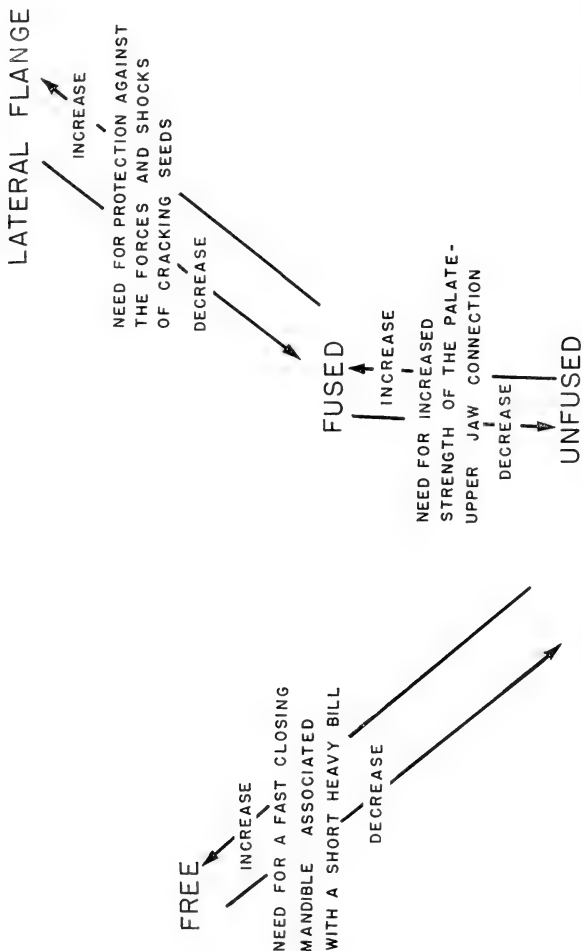 LATERAL FLANGE
INCREASE
NEED FOR PROTECTION AGAINST
THE FORCES AND SHOCKS
OF CRACKING SEEDS
DECREASE
FUSED
INCREASE
NEED FOR INCREASED
STRENGTH OF THE PALATE-
UPPER JAW CONNECTION
DECREASE
UNFUSED
FREE
INCREASE
NEED FOR A FAST CLOSING
MANDIBLE ASSOCIATED
WITH A SHORT HEAVY BILL
DECREASE